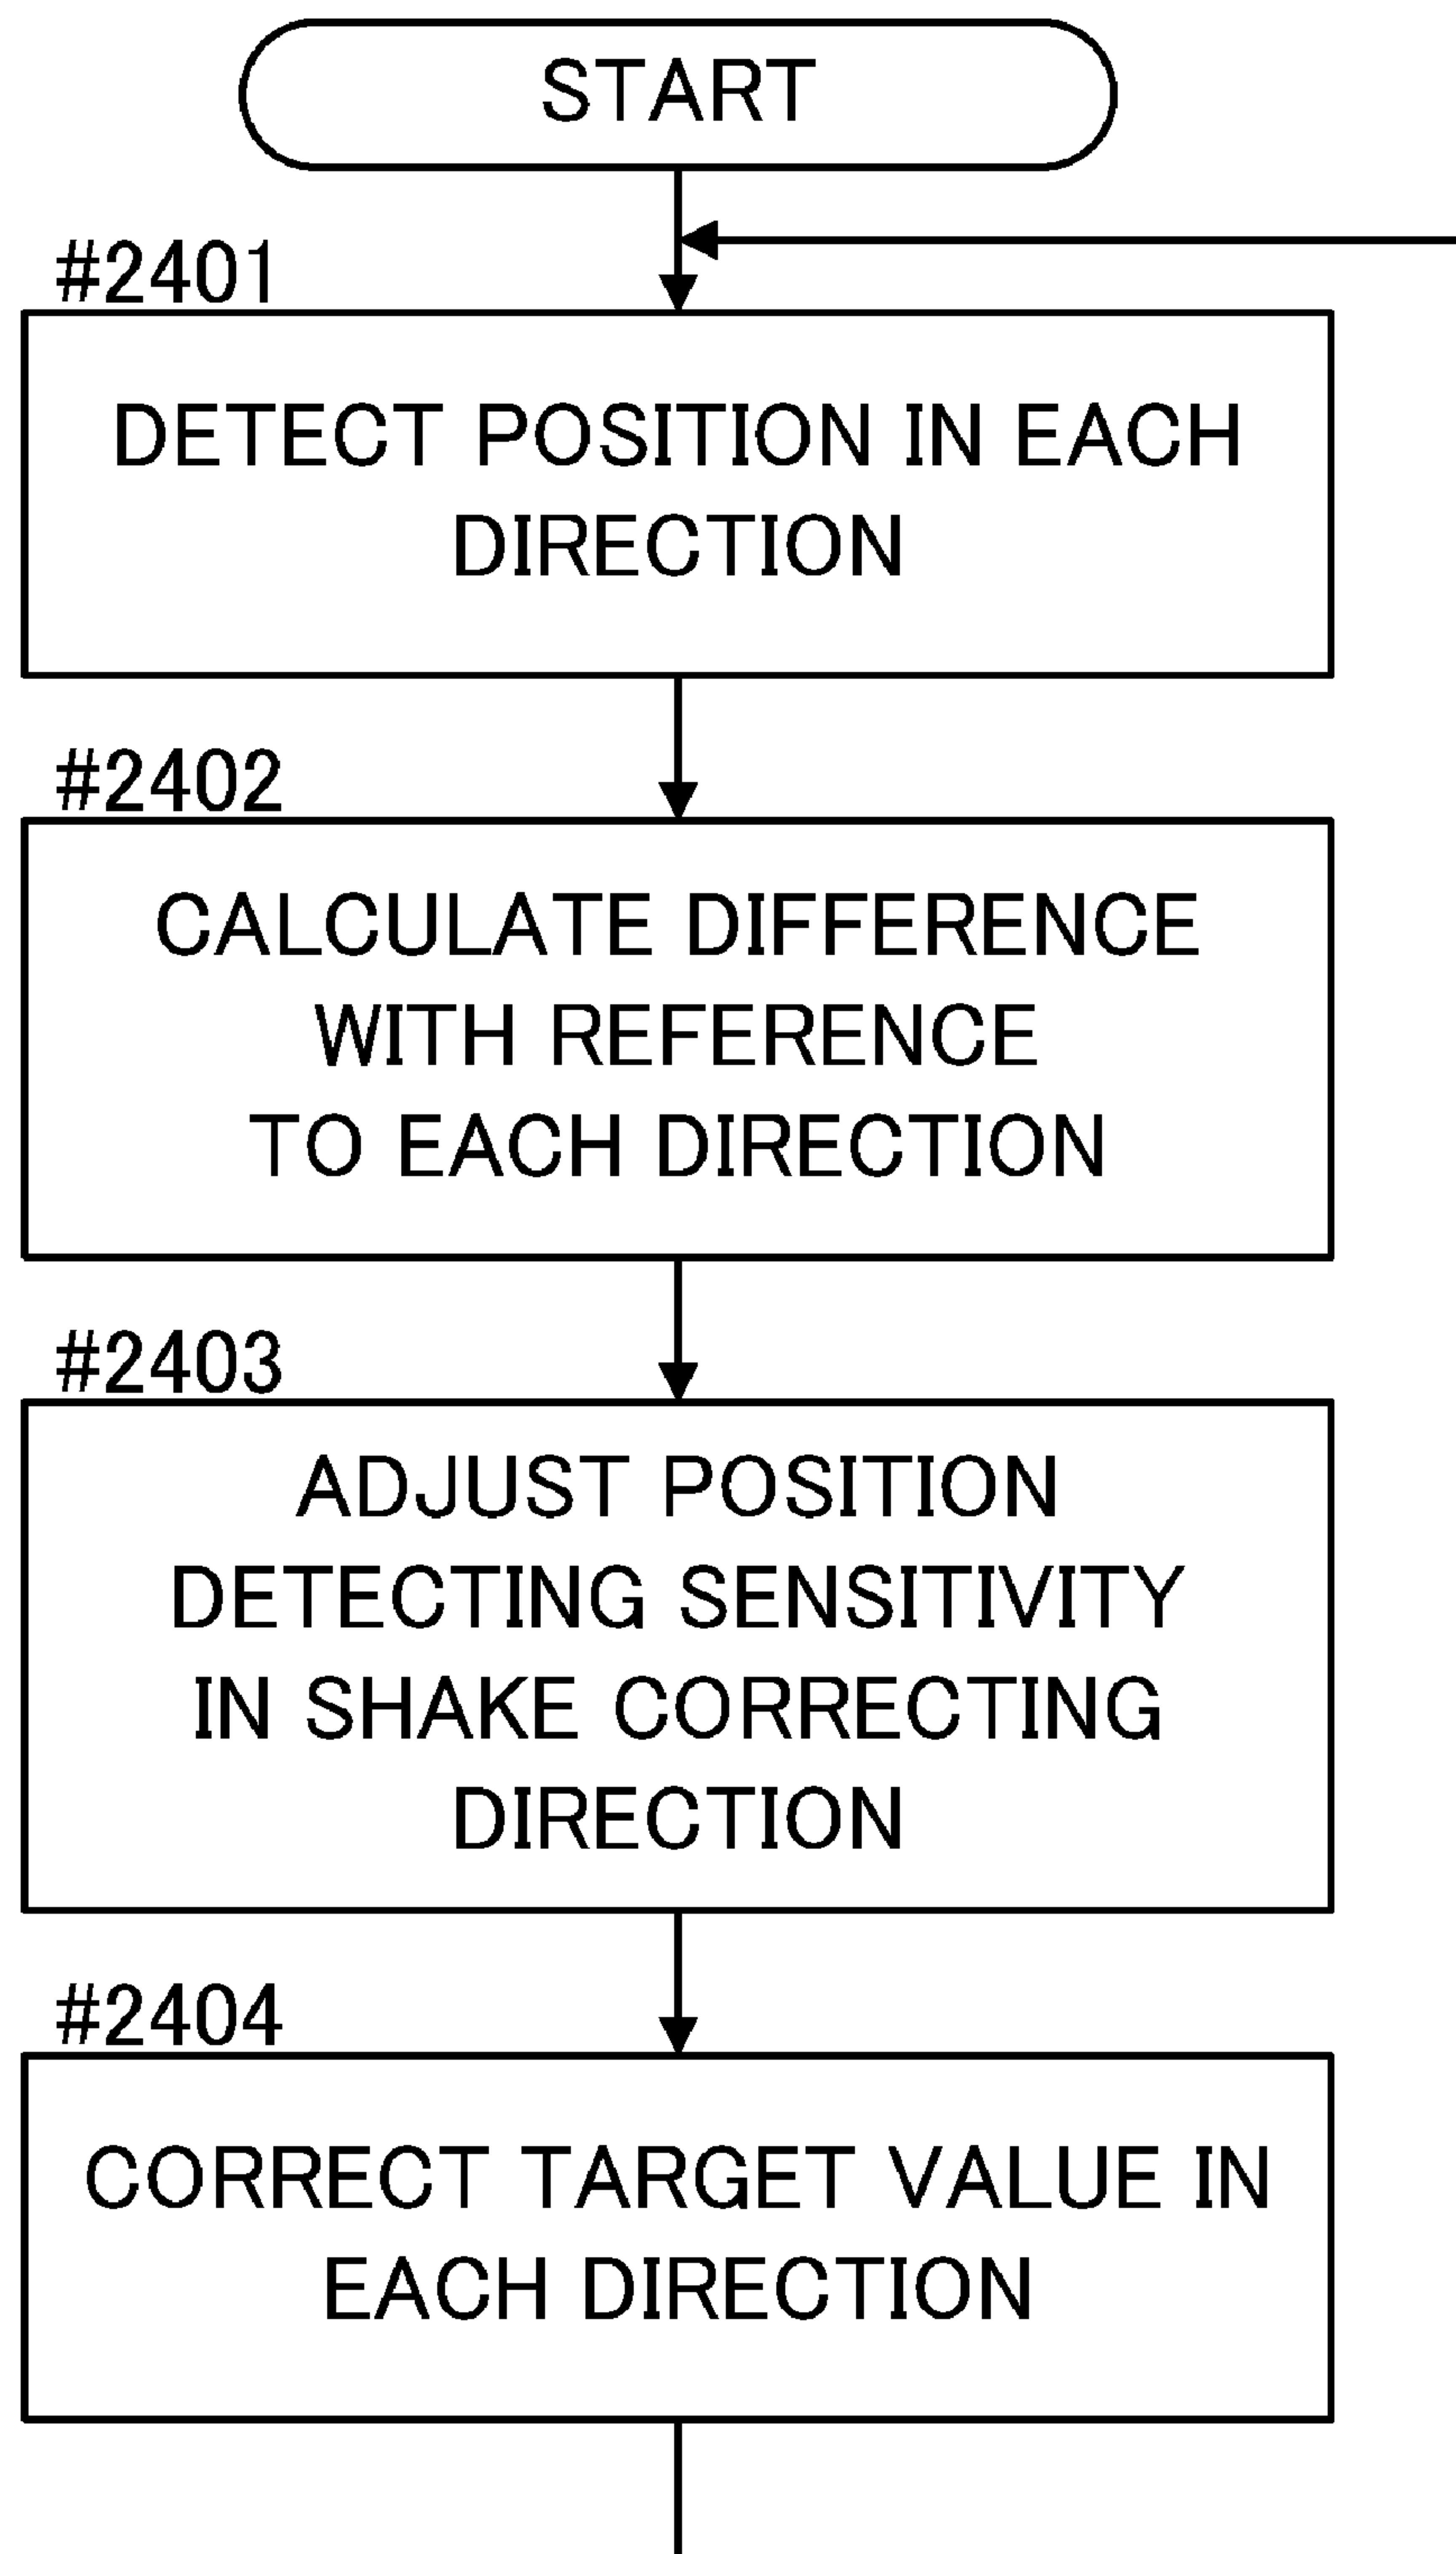 START
#2401
DETECT POSITION IN EACH
DIRECTION
#2402
CALCULATE DIFFERENCE
WITH REFERENCE
TO EACH DIRECTION
#2403
ADJUST POSITION
DETECTING SENSITIVITY
IN SHAKE CORRECTING
DIRECTION
#2404
CORRECT TARGET VALUE IN
EACH DIRECTION